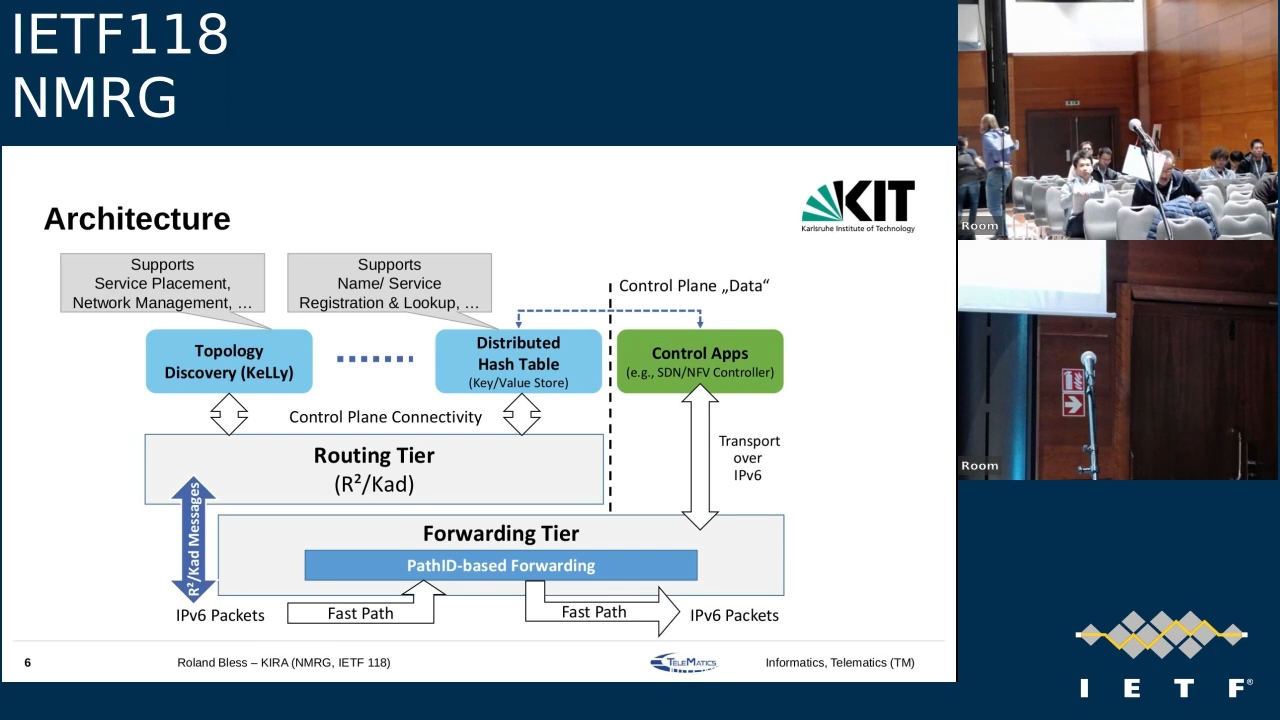 IETF118
NMRG
Architecture
KIT
Karlsruhe Institute of Technology
Supports
Service Placement,
Network Management, …
Supports
Name/ Service
Registration & Lookup, …
Control Plane „Data“
Topology
Discovery (KeLLy)
Distributed
Hash Table
(Key/Value Store)
Control Apps
(e.g., SDN/NFV Controller)
Control Plane Connectivity
Transport
over
IPv6
Routing Tier
(R²/Kad)
R²/Kad Messages
Forwarding Tier
PathID-based Forwarding
IPv6 Packets
Fast Path
Fast Path
IPv6 Packets
6
Roland Bless – KIRA (NMRG, IETF 118)
TELEMATICS
Informatics, Telematics (TM)
Room
Room
I E T F®